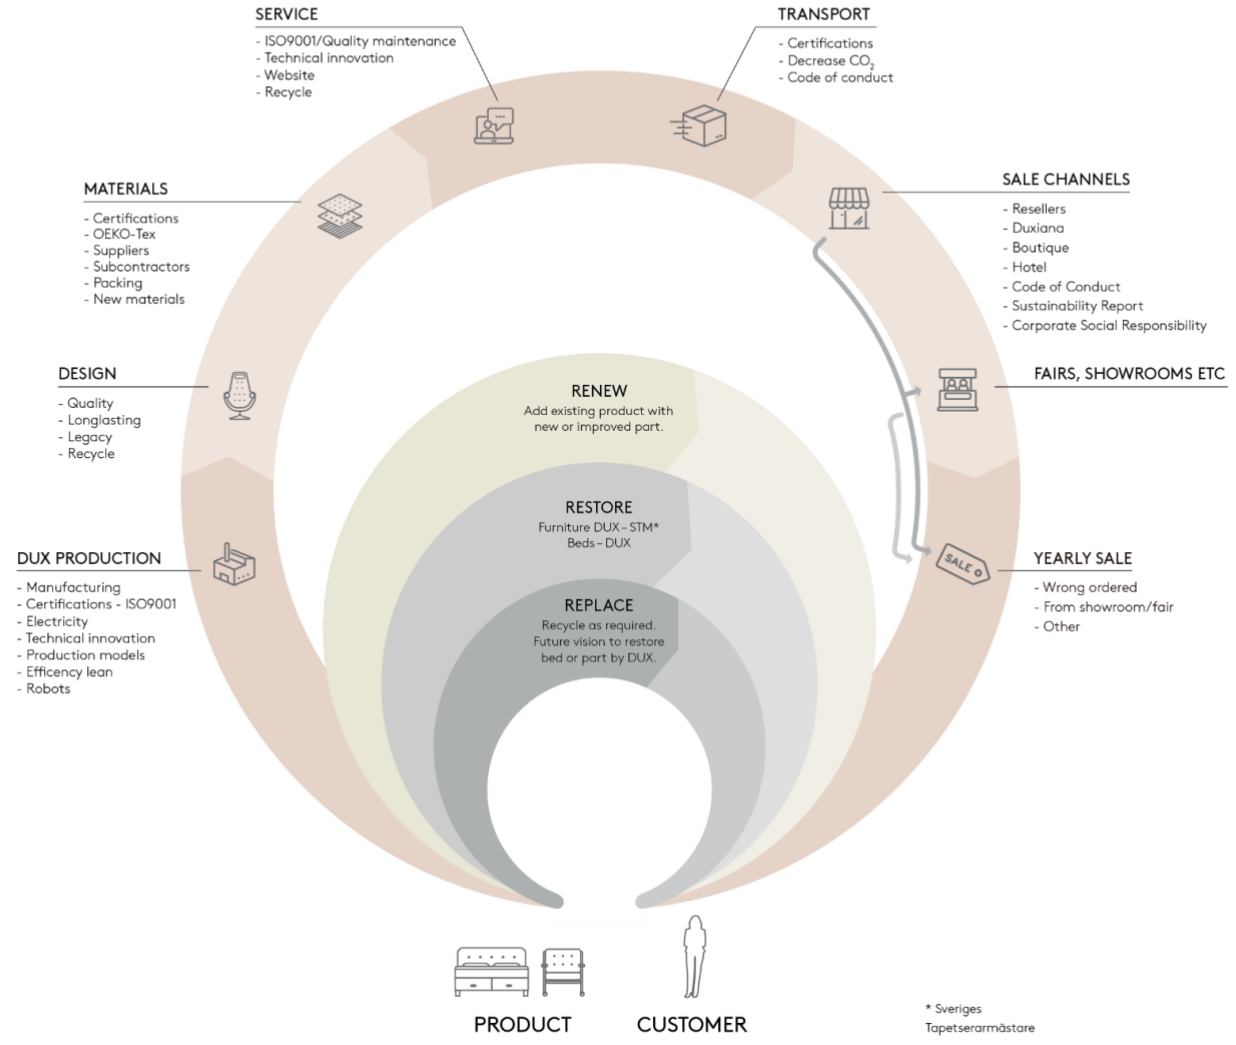 SERVICE
- ISO9001/Quality maintenance
- Technical innovation
- Website
- Recycle
TRANSPORT
- Certifications
- Decrease CO2
- Code of conduct
MATERIALS
- Certifications
- OEKO-Tex
- Suppliers
- Subcontractors
- Packing
- New materials
SALE CHANNELS
- Resellers
- Duxiana
- Boutique
- Hotel
- Code of Conduct
- Sustainability Report
- Corporate Social Responsibility
DESIGN
- Quality
- Longlasting
- Legacy
- Recycle
FAIRS, SHOWROOMS ETC
RENEW
Add existing product with
new or improved part.
RESTORE
Furniture DUX – STM*
Beds – DUX
REPLACE
Recycle as required.
Future vision to restore
bed or part by DUX.
DUX PRODUCTION
- Manufacturing
- Certifications - ISO9001
- Electricity
- Technical innovation
- Production models
- Efficency lean
- Robots
SALE
YEARLY SALE
- Wrong ordered
- From showroom/fair
- Other
PRODUCT
CUSTOMER
* Sveriges
Tapetserarmästare